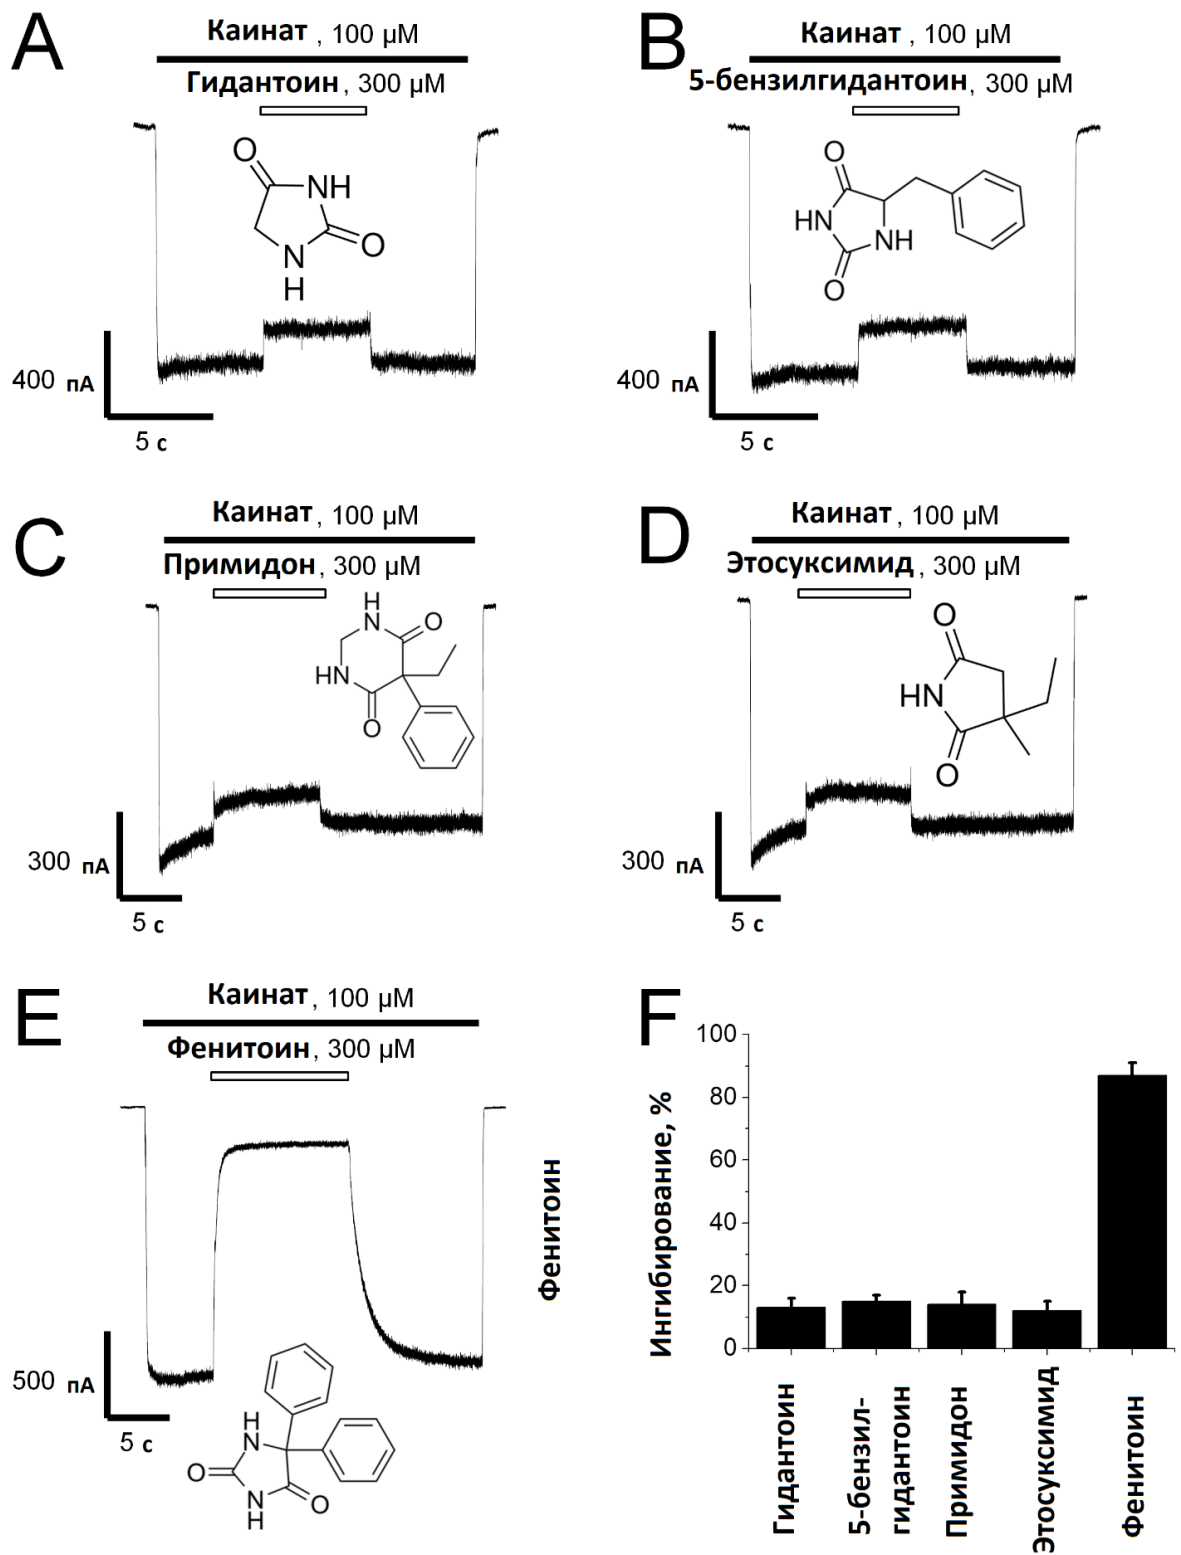 A
Каинат , 100 µM
Гидантоин , 300 µM
O
NH
O
N
H
400 пА
5 с
B
Каинат , 100 µM
5-бензилгидантоин , 300 µM
O
HN
NH
O
400 пА
5 с
C
Каинат , 100 µM
Примидон , 300 µM
H
N
O
HN
O
300 пА
5 с
D
Каинат , 100 µM
Этосуксимид , 300 µM
O
HN
O
300 пА
5 с
E
Каинат , 100 µM
Фенитоин , 300 µM
500 пА
5 с
H
N
O
N
H
O
Фенитоин
F
Ингибирование, %
100
80
60
40
20
0
Гидантоин
5-бензил-
гидантоин
Примидон
Этосуксимид
Фенитоин